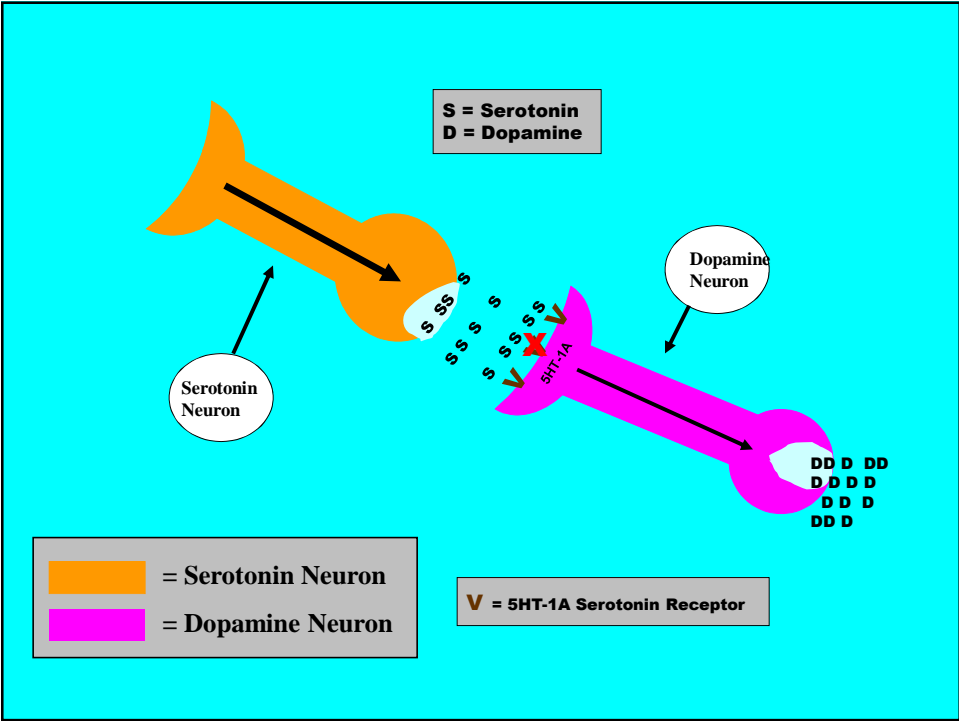 S = Serotonin
D = Dopamine
Dopamine
Neuron
S
S S S S
S S S
S S S
S S S
S S
V
X
V
5HT-1A
Serotonin
Neuron
DD D DD
D D D D
D D D
DD D
= Serotonin Neuron
= Dopamine Neuron
V = 5HT-1A Serotonin Receptor